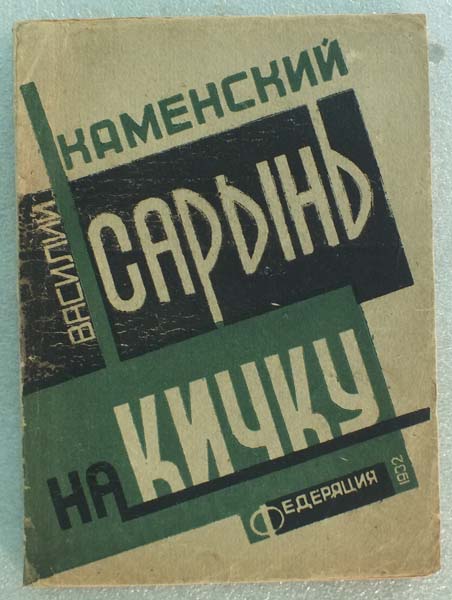 ВАСИЛИЙ
КАМЕНСКИЙ
САРЫНЬ
НА КИЧКУ
ФЕДЕРАЦИЯ
1932